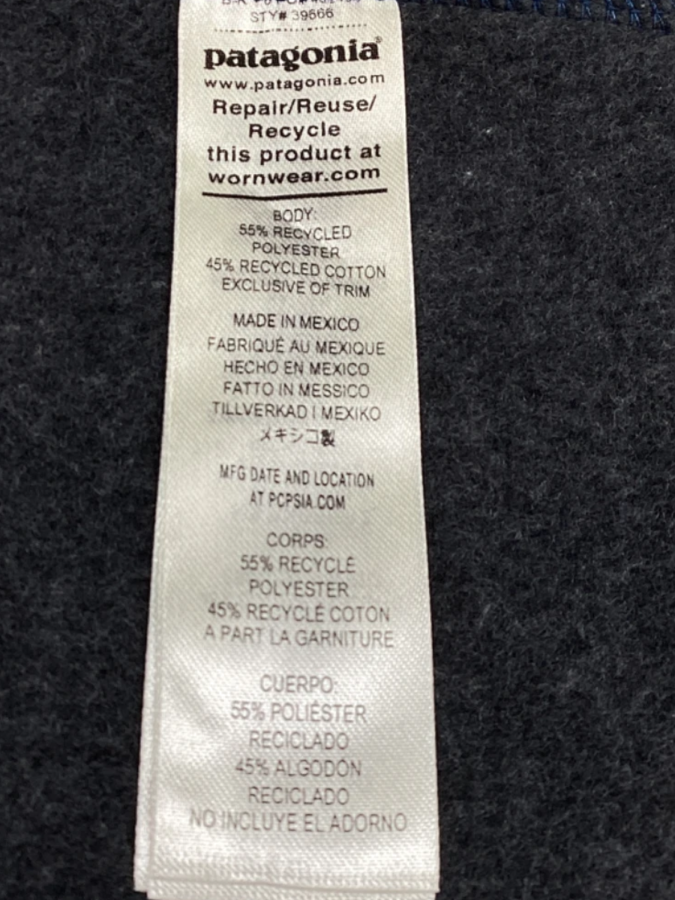 STY# 39566
patagonia®
www.patagonia.com
Repair/Reuse/
Recycle
this product at
wornwear.com
BODY:
55% RECYCLED
POLYESTER
45% RECYCLED COTTON
EXCLUSIVE OF TRIM
MADE IN MEXICO
FABRIQUÉ AU MEXIQUE
HECHO EN MEXICO
FATTO IN MESSICO
TILLVERKAD I MEXIKO
メキシコ製
MFG DATE AND LOCATION
AT PCPSIA.COM
CORPS:
55% RECYCLÉ
POLYESTER
45% RECYCLÉ COTON
A PART LA GARNITURE
CUERPO:
55% POLIÉSTER
RECICLADO
45% ALGODÓN
RECICLADO
NO INCLUYE EL ADORNO